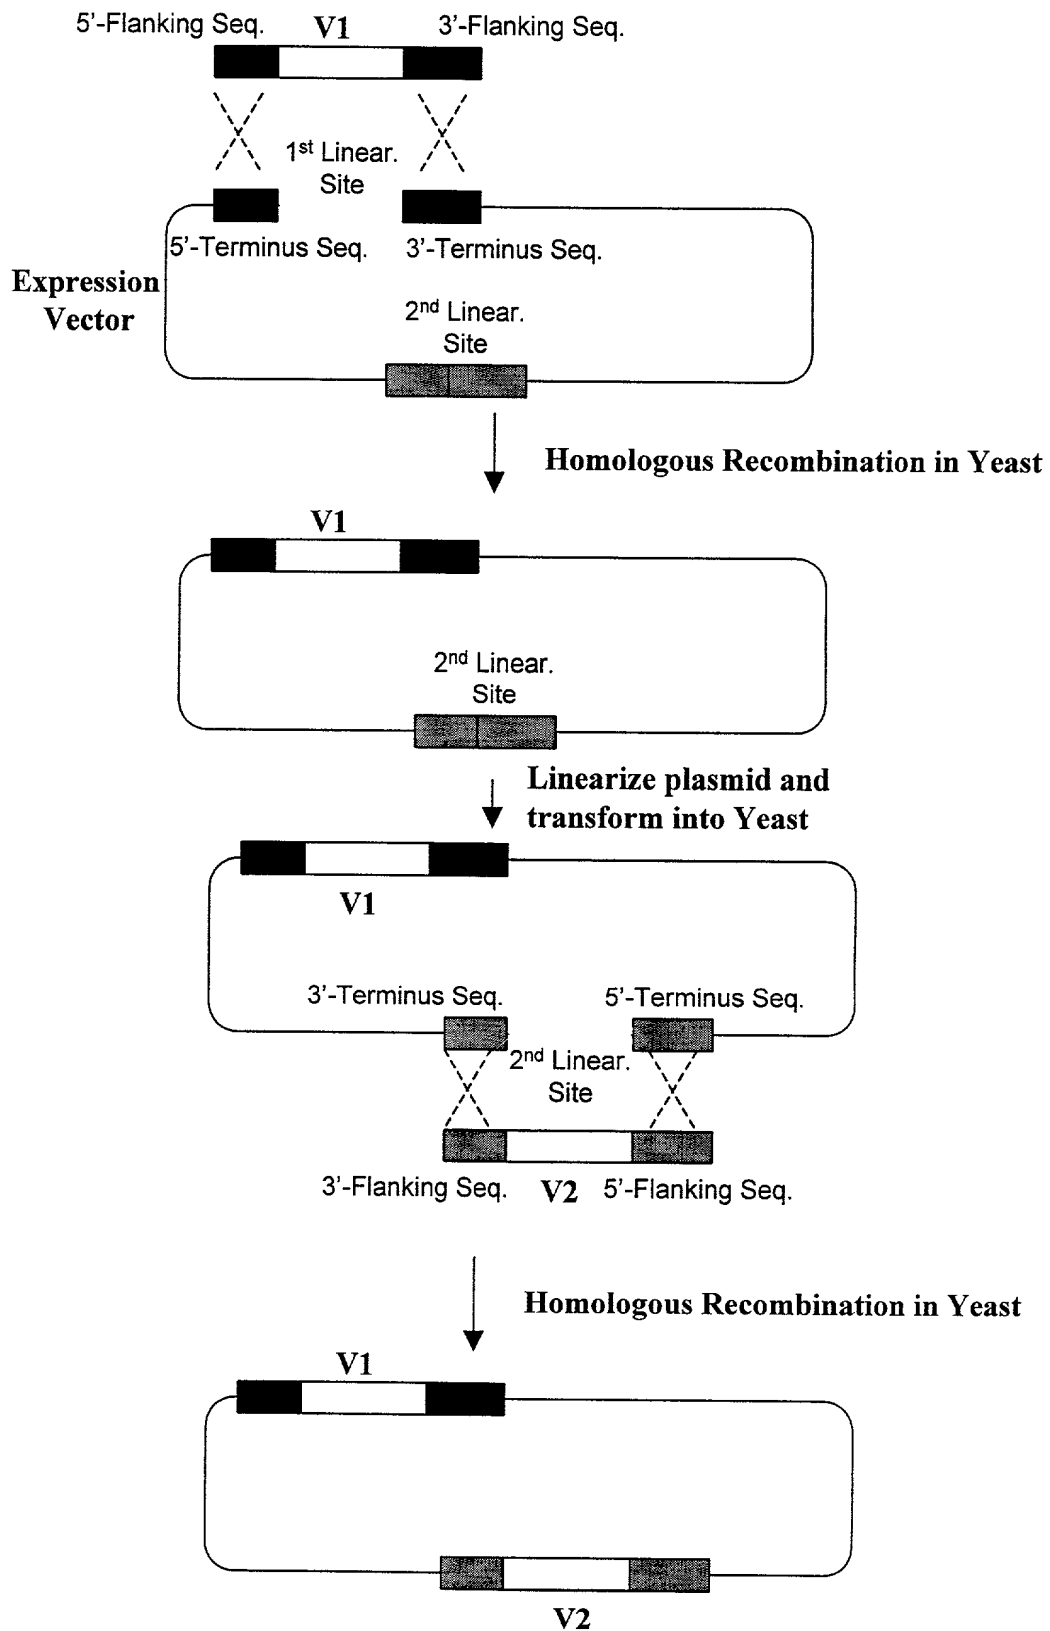 5'-Flanking Seq. V1 3'-Flanking Seq.
1st Linear.
Site
5'-Terminus Seq. 3'-Terminus Seq.
Expression
Vector
2nd Linear.
Site
Homologous Recombination in Yeast
V1
2nd Linear.
Site
Linearize plasmid and
transform into Yeast
V1
3'-Terminus Seq. 5'-Terminus Seq.
2nd Linear.
Site
3'-Flanking Seq. V2 5'-Flanking Seq.
Homologous Recombination in Yeast
V1
V2